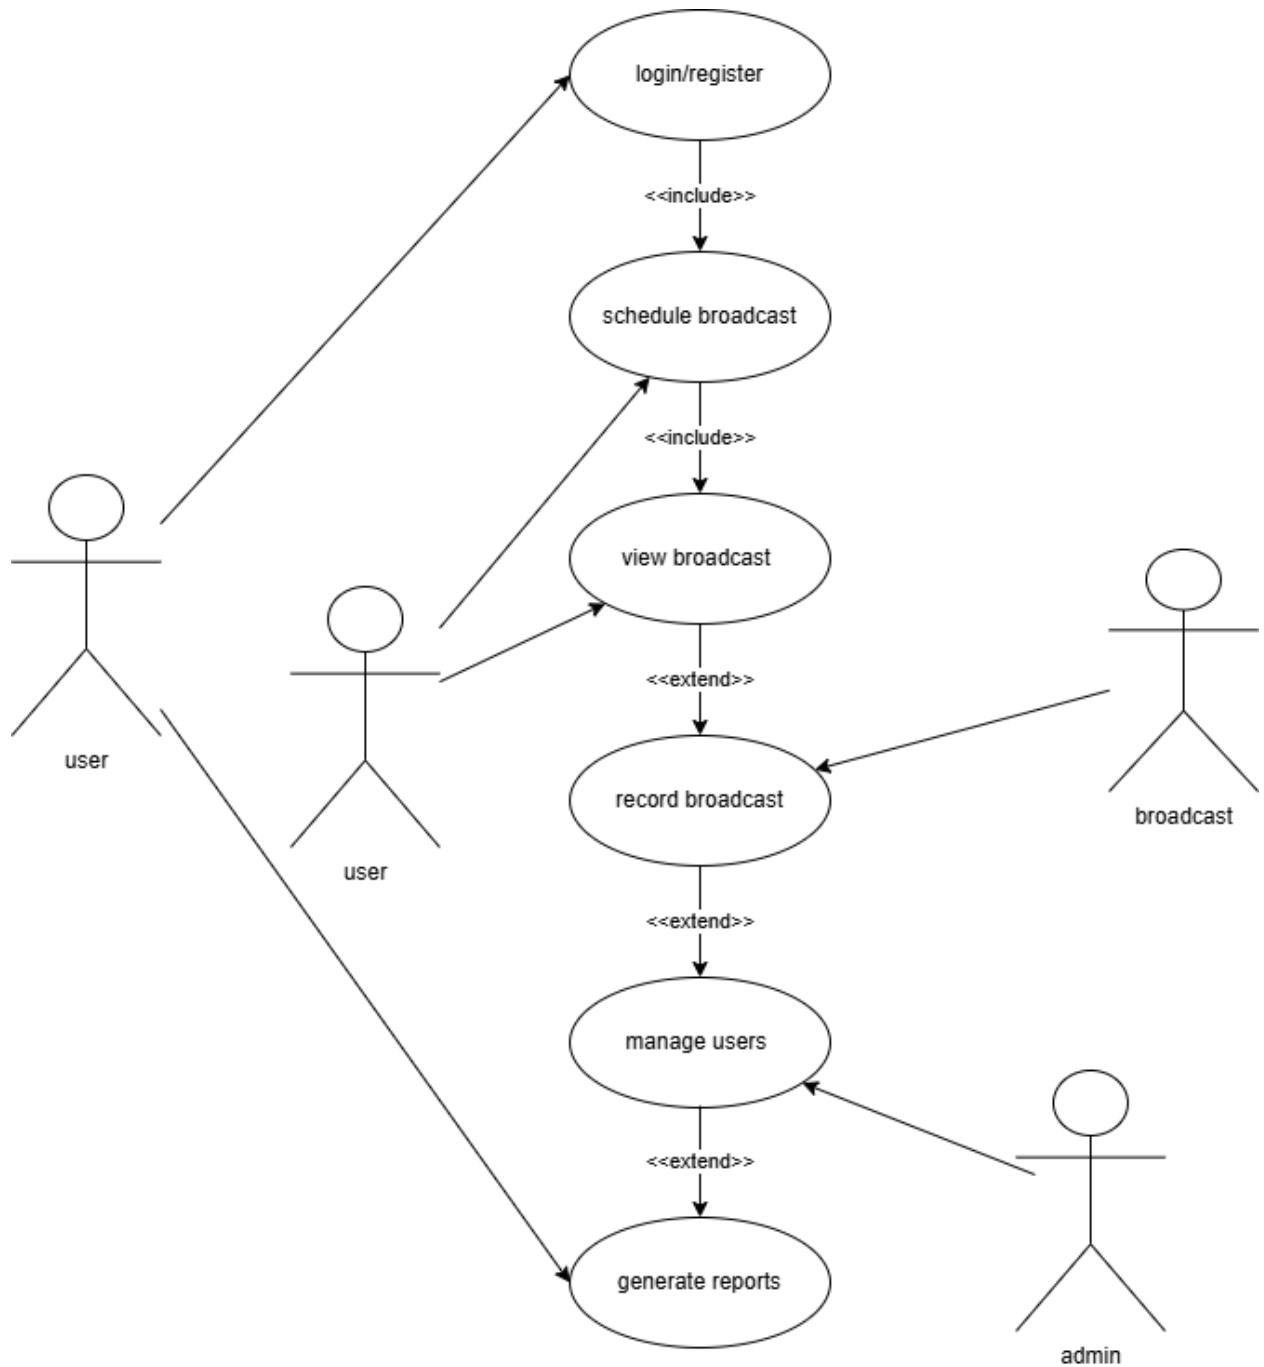 login/register
<<include>>
schedule broadcast
<<include>>
view broadcast
<<extend>>
user
record broadcast
broadcast
user
<<extend>>
manage users
<<extend>>
generate reports
admin